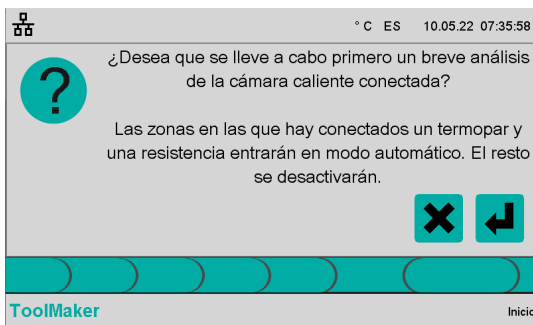 ° C ES 10.05.22 07:35:58
¿Desea que se lleve a cabo primero un breve análisis
de la cámara caliente conectada?
Las zonas en las que hay conectados un termopar y
una resistencia entrarán en modo automático. El resto
se desactivarán.
ToolMaker Inicio